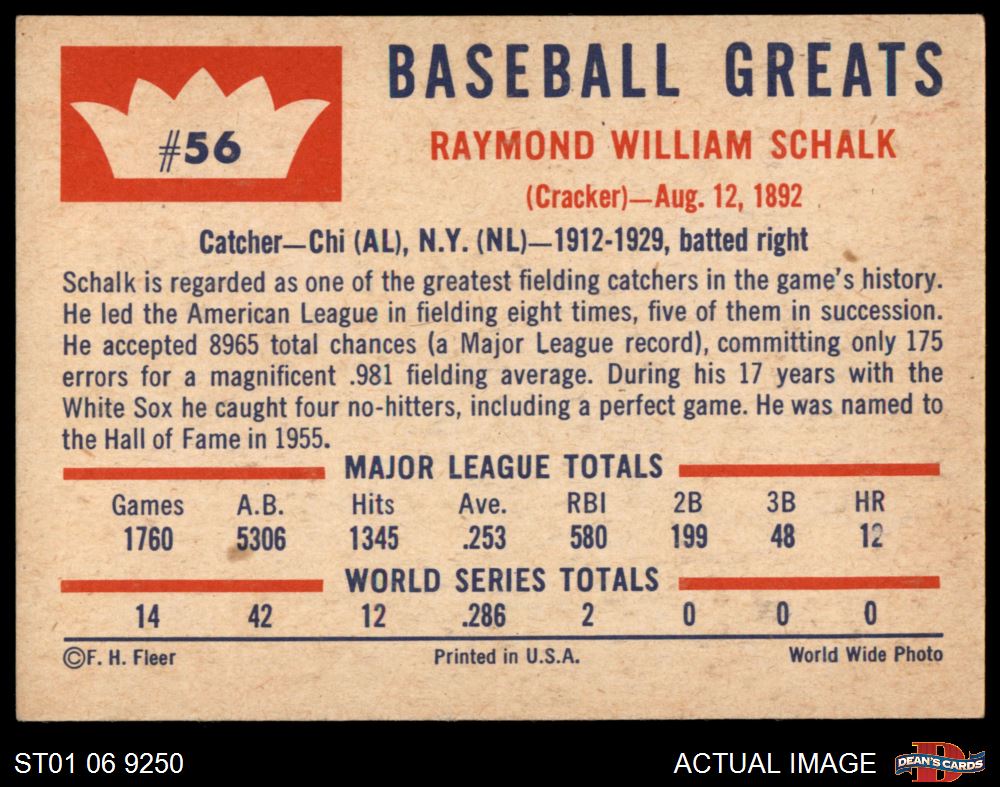 #56
BASEBALL GREATS
RAYMOND WILLIAM SCHALK
(Cracker)—Aug. 12, 1892
Catcher—Chi (AL), N.Y. (NL)—1912-1929, batted right
Schalk is regarded as one of the greatest fielding catchers in the game's history.
He led the American League in fielding eight times, five of them in succession.
He accepted 8965 total chances (a Major League record), committing only 175
errors for a magnificent .981 fielding average. During his 17 years with the
White Sox he caught four no-hitters, including a perfect game. He was named to
the Hall of Fame in 1955.
MAJOR LEAGUE TOTALS
Games A.B. Hits Ave. RBI 2B 3B HR
1760 5306 1345 .253 580 199 48 12
WORLD SERIES TOTALS
14 42 12 .286 2 0 0 0
©F. H. Fleer Printed in U.S.A. World Wide Photo
ST01 06 9250 ACTUAL IMAGE D DEAN'S CARDS